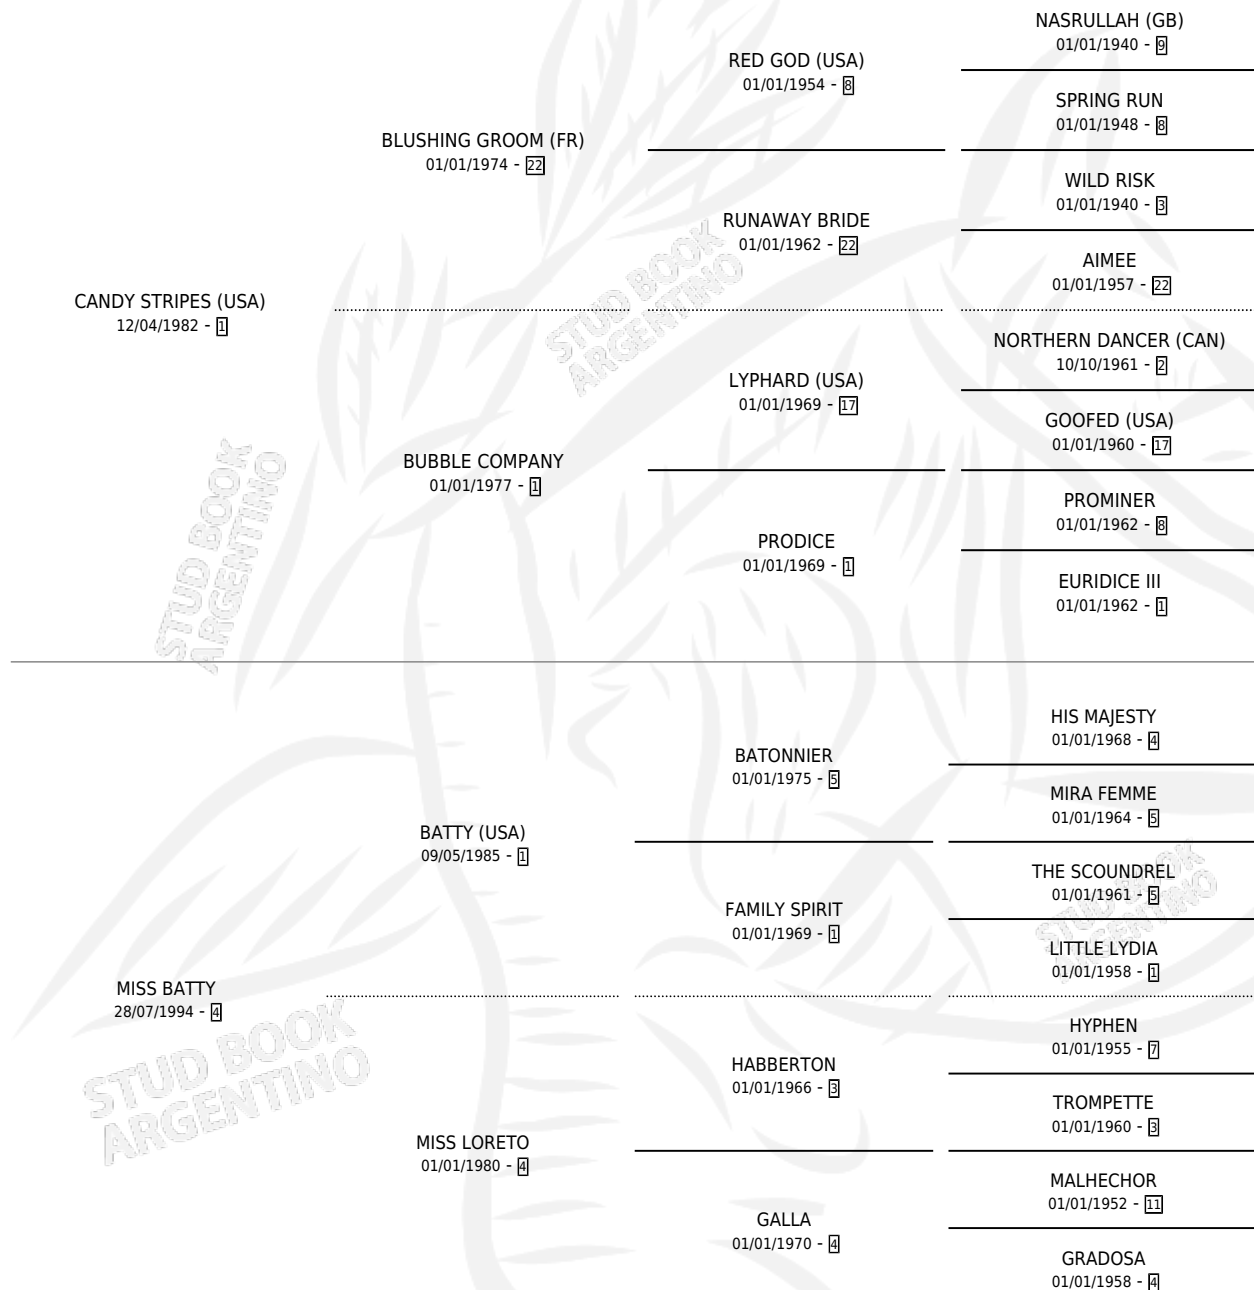 NASRULLAH (GB)
01/01/1940 - 9
RED GOD (USA)
01/01/1954 - 8
SPRING RUN
01/01/1948 - 8
BLUSHING GROOM (FR)
01/01/1974 - 22
WILD RISK
01/01/1940 - 3
RUNAWAY BRIDE
01/01/1962 - 22
AIMEE
01/01/1957 - 22
CANDY STRIPES (USA)
12/04/1982 - 1
STUD BOOK
ARGENTINO
NORTHERN DANCER (CAN)
10/10/1961 - 2
LYPHARD (USA)
01/01/1969 - 17
GOOFED (USA)
01/01/1960 - 17
BUBBLE COMPANY
01/01/1977 - 1
PROMINER
01/01/1962 - 8
PRODICE
01/01/1969 - 1
EURIDICE III
01/01/1962 - 1
STUD BOOK
ARGENTINO
HIS MAJESTY
01/01/1968 - 4
BATONNIER
01/01/1975 - 5
MIRA FEMME
01/01/1964 - 5
BATTY (USA)
09/05/1985 - 1
THE SCOUNDREL
01/01/1961 - 5
FAMILY SPIRIT
01/01/1969 - 1
STUD BOOK
ARGENTINO
LITTLE LYDIA
01/01/1958 - 1
MISS BATTY
28/07/1994 - 4
HYPHEN
01/01/1955 - 7
HABBERTON
01/01/1966 - 3
STUD BOOK
ARGENTINO
TROMPETTE
01/01/1960 - 3
MISS LORETO
01/01/1980 - 4
MALHECHOR
01/01/1952 - 11
GALLA
01/01/1970 - 4
GRADOSA
01/01/1958 - 4